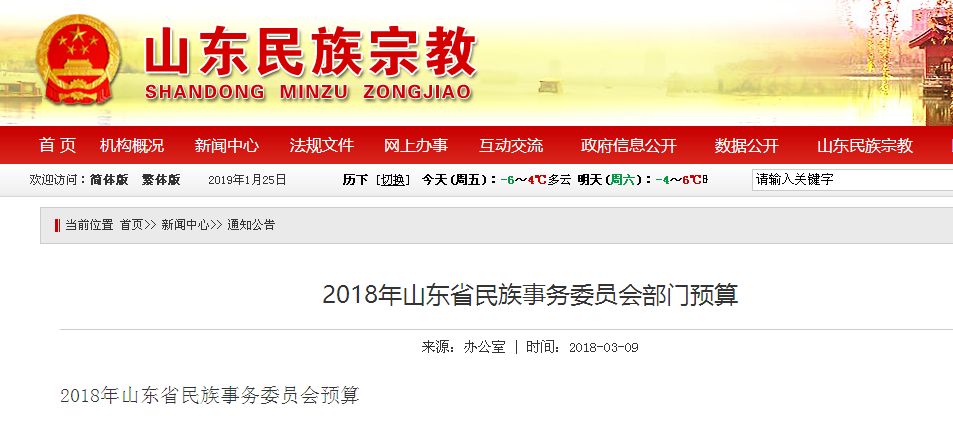 山东民族宗教
SHANDONG MINZU ZONGJIAO
首 页 机构概况 新闻中心 法规文件 网上办事 互动交流 政府信息公开 数据公开 山东民族宗教
欢迎访问：简体版 繁体版 2019年1月25日 历下 [切换] 今天(周五)：-6～4℃多云 明天(周六)：-4～6℃ 请输入关键字
当前位置 首页>> 新闻中心>> 通知公告
2018年山东省民族事务委员会部门预算
来源：办公室 | 时间：2018-03-09
2018年山东省民族事务委员会预算